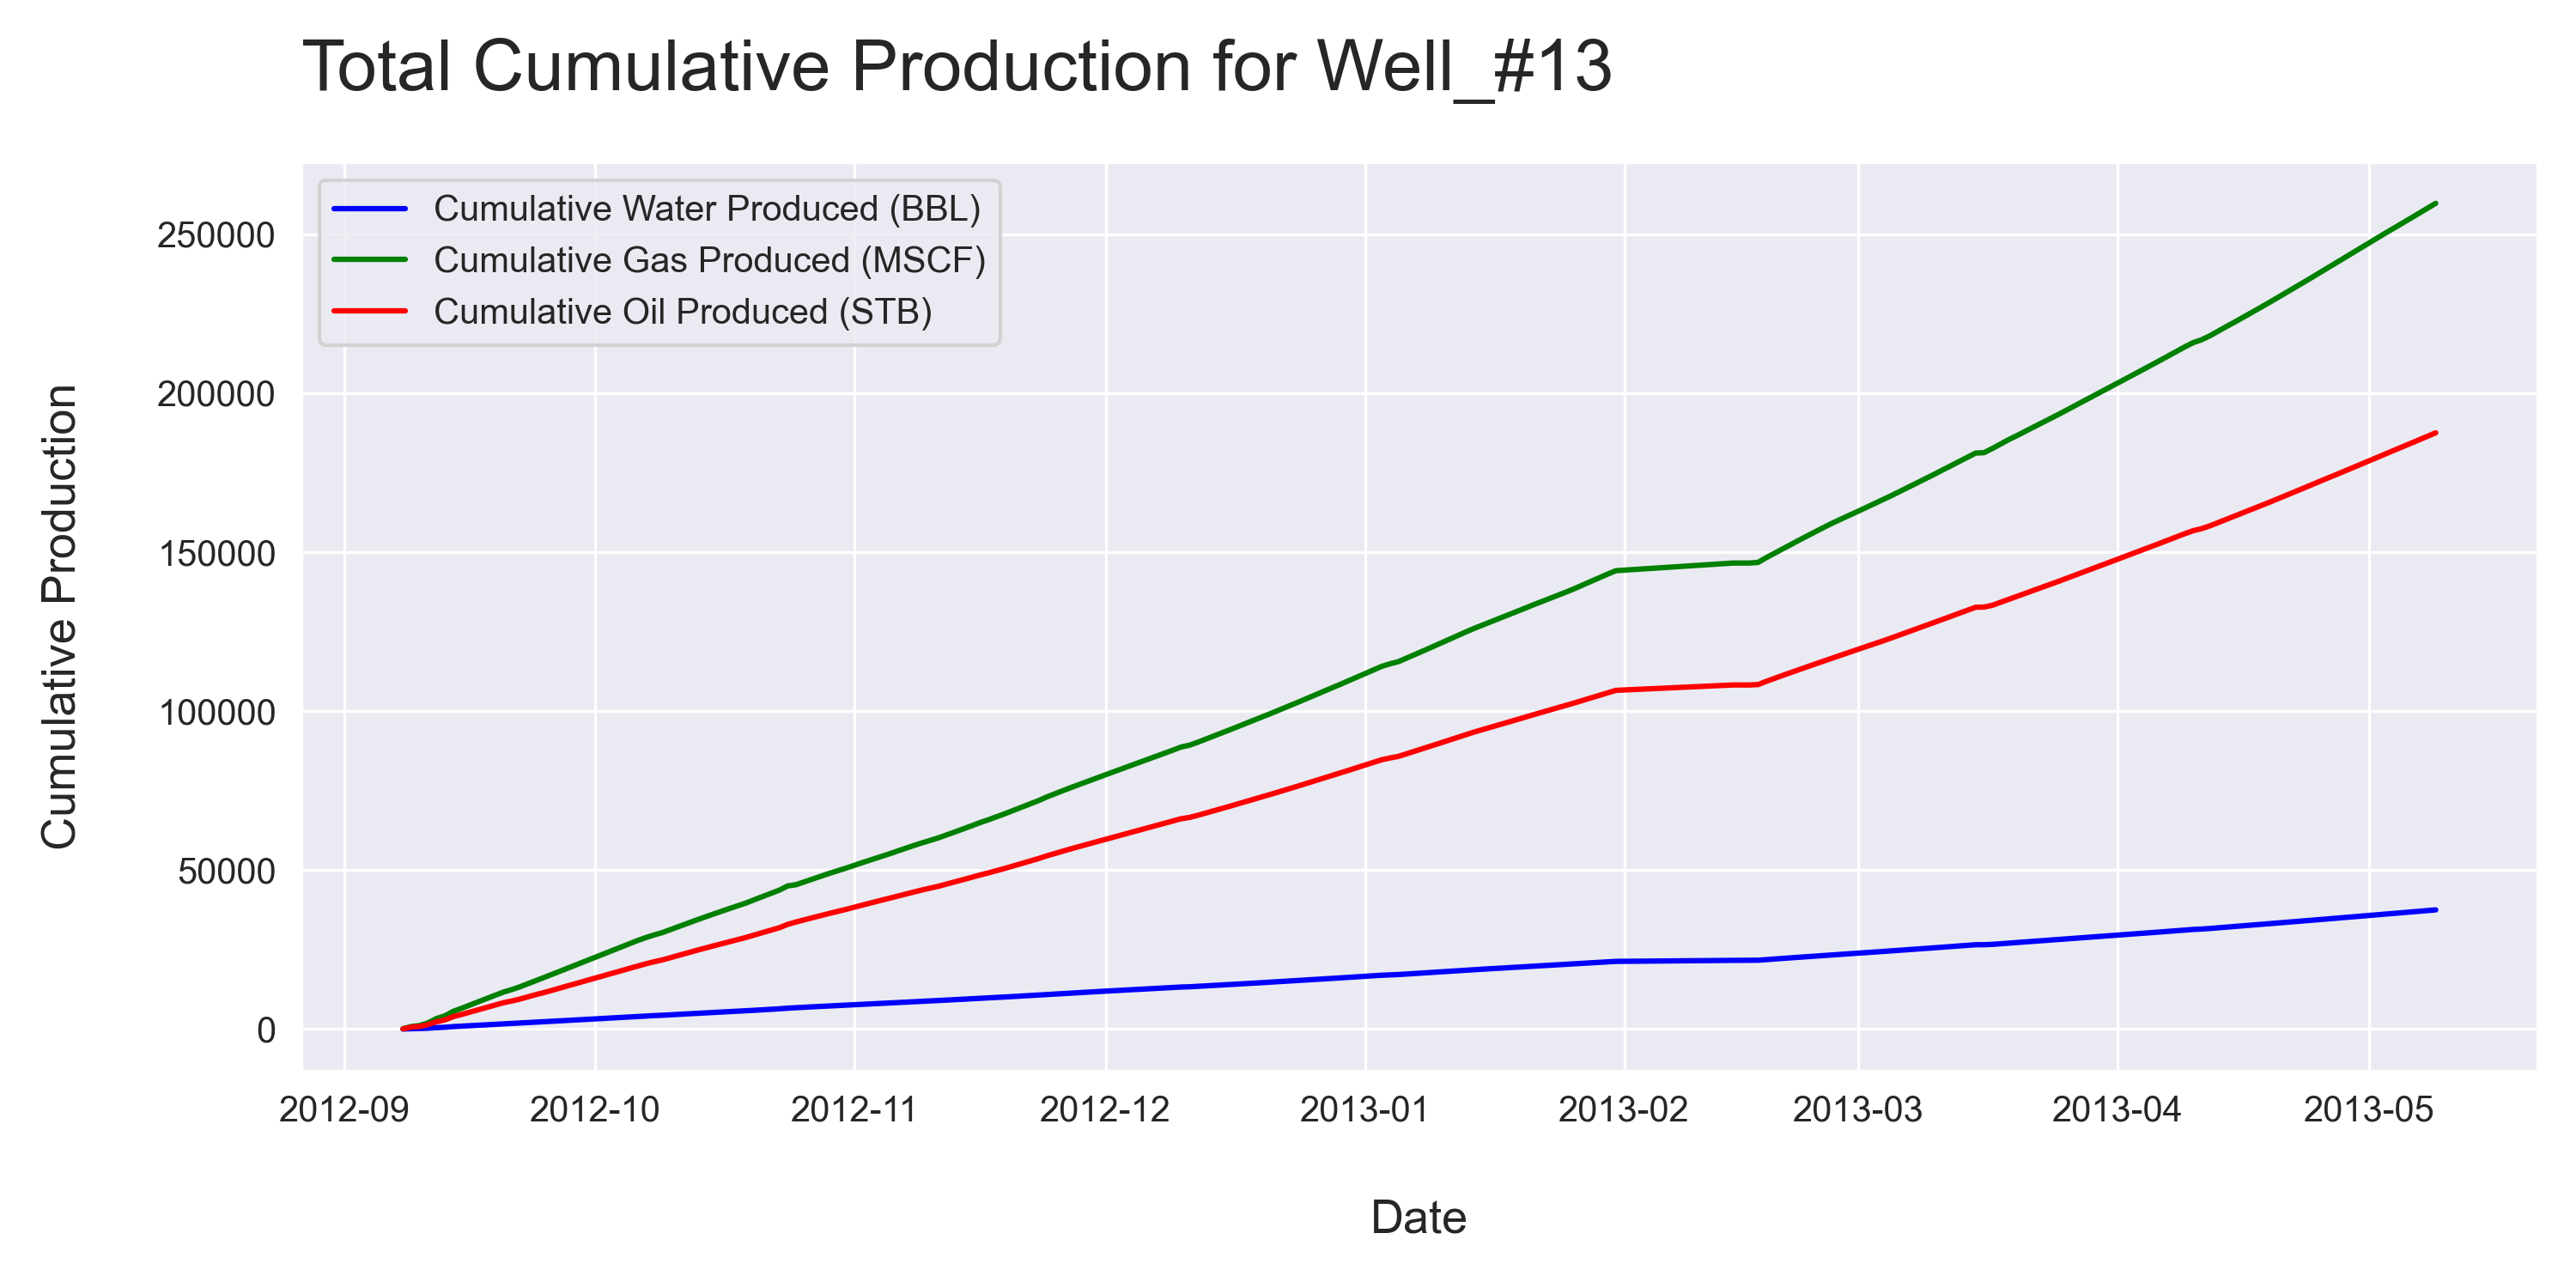 Total Cumulative Production for Well_#13
Cumulative Water Produced (BBL)
Cumulative Gas Produced (MSCF)
Cumulative Oil Produced (STB)
Cumulative Production
250000
200000
150000
100000
50000
0
2012-09 2012-10 2012-11 2012-12 2013-01 2013-02 2013-03 2013-04 2013-05
Date